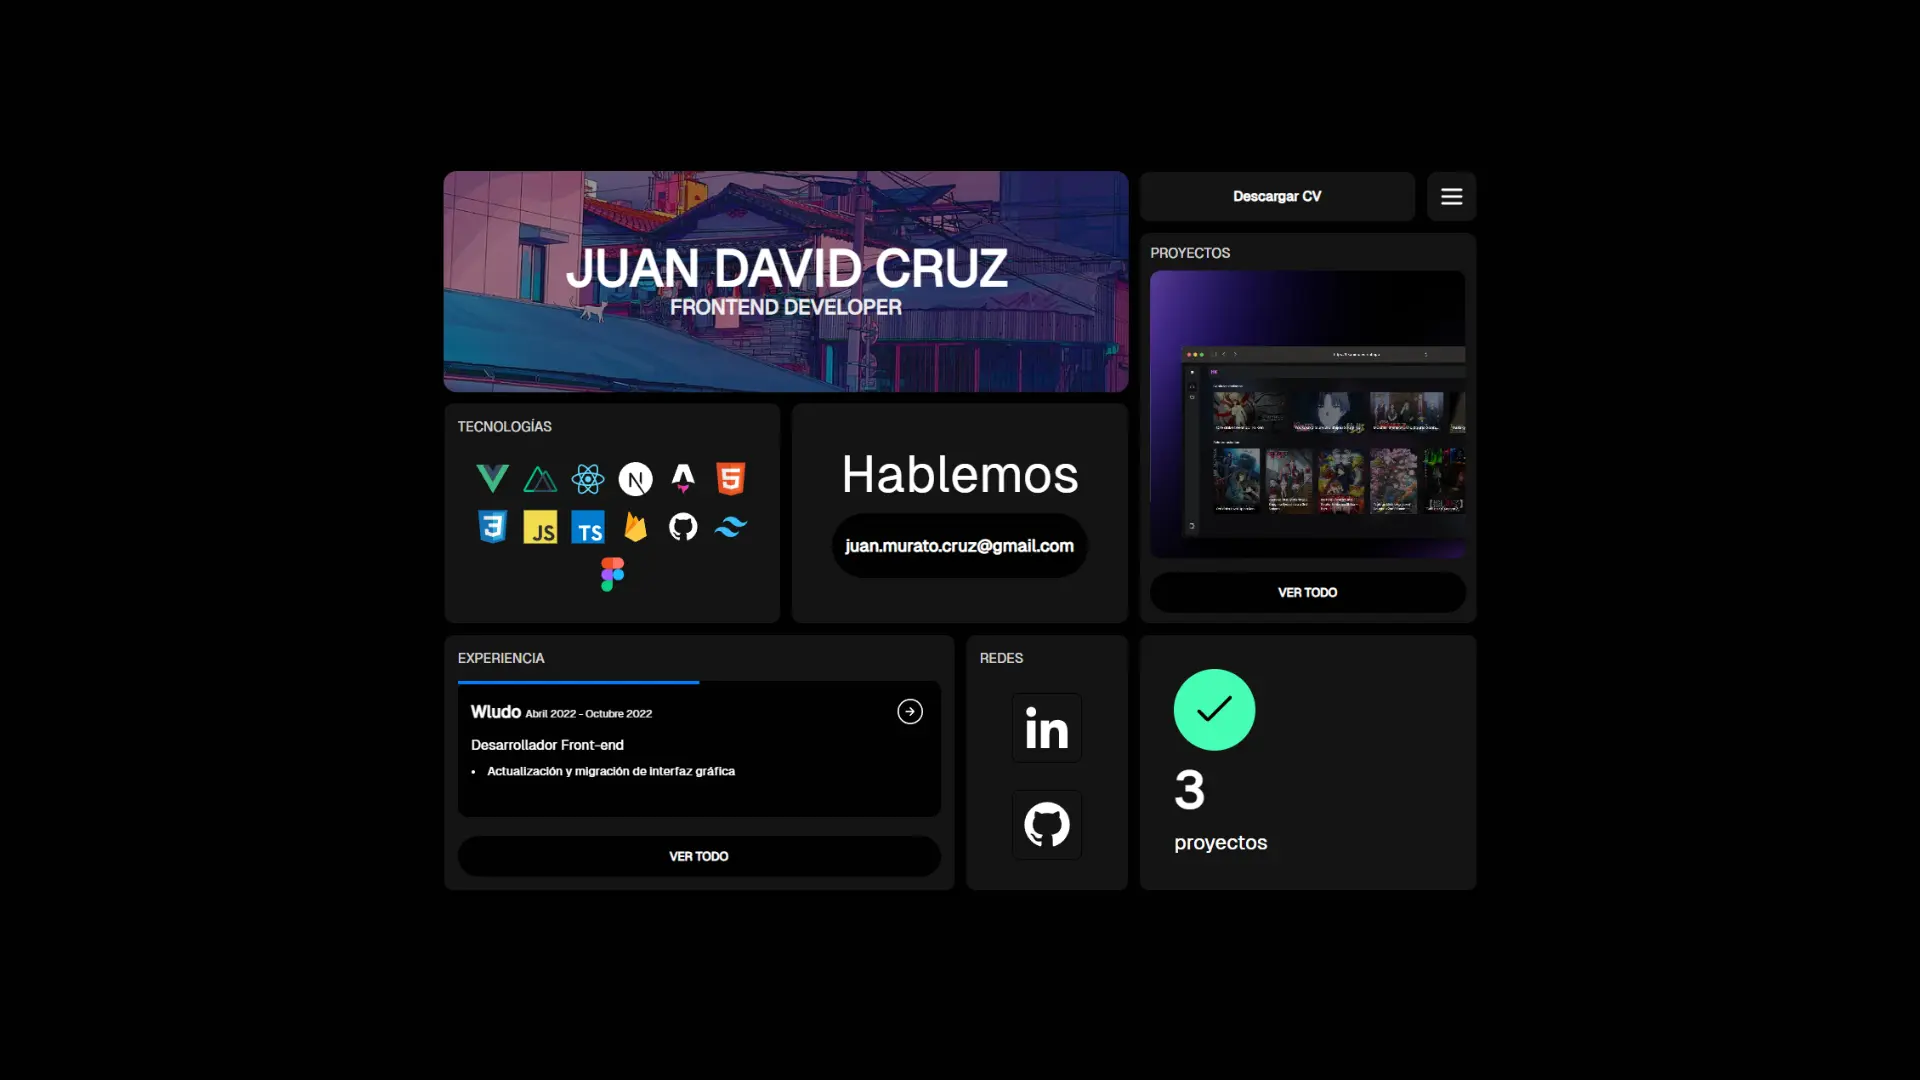 JUAN DAVID CRUZ
FRONTEND DEVELOPER
Descargar CV
PROYECTOS
VER TODO
TECNOLOGÍAS
N
5
3
JS
TS
Hablemos
juan.murato.cruz@gmail.com
EXPERIENCIA
Wludo Abril 2022 - Octubre 2022
Desarrollador Front-end
• Actualización y migración de interfaz gráfica
VER TODO
REDES
in
3
proyectos